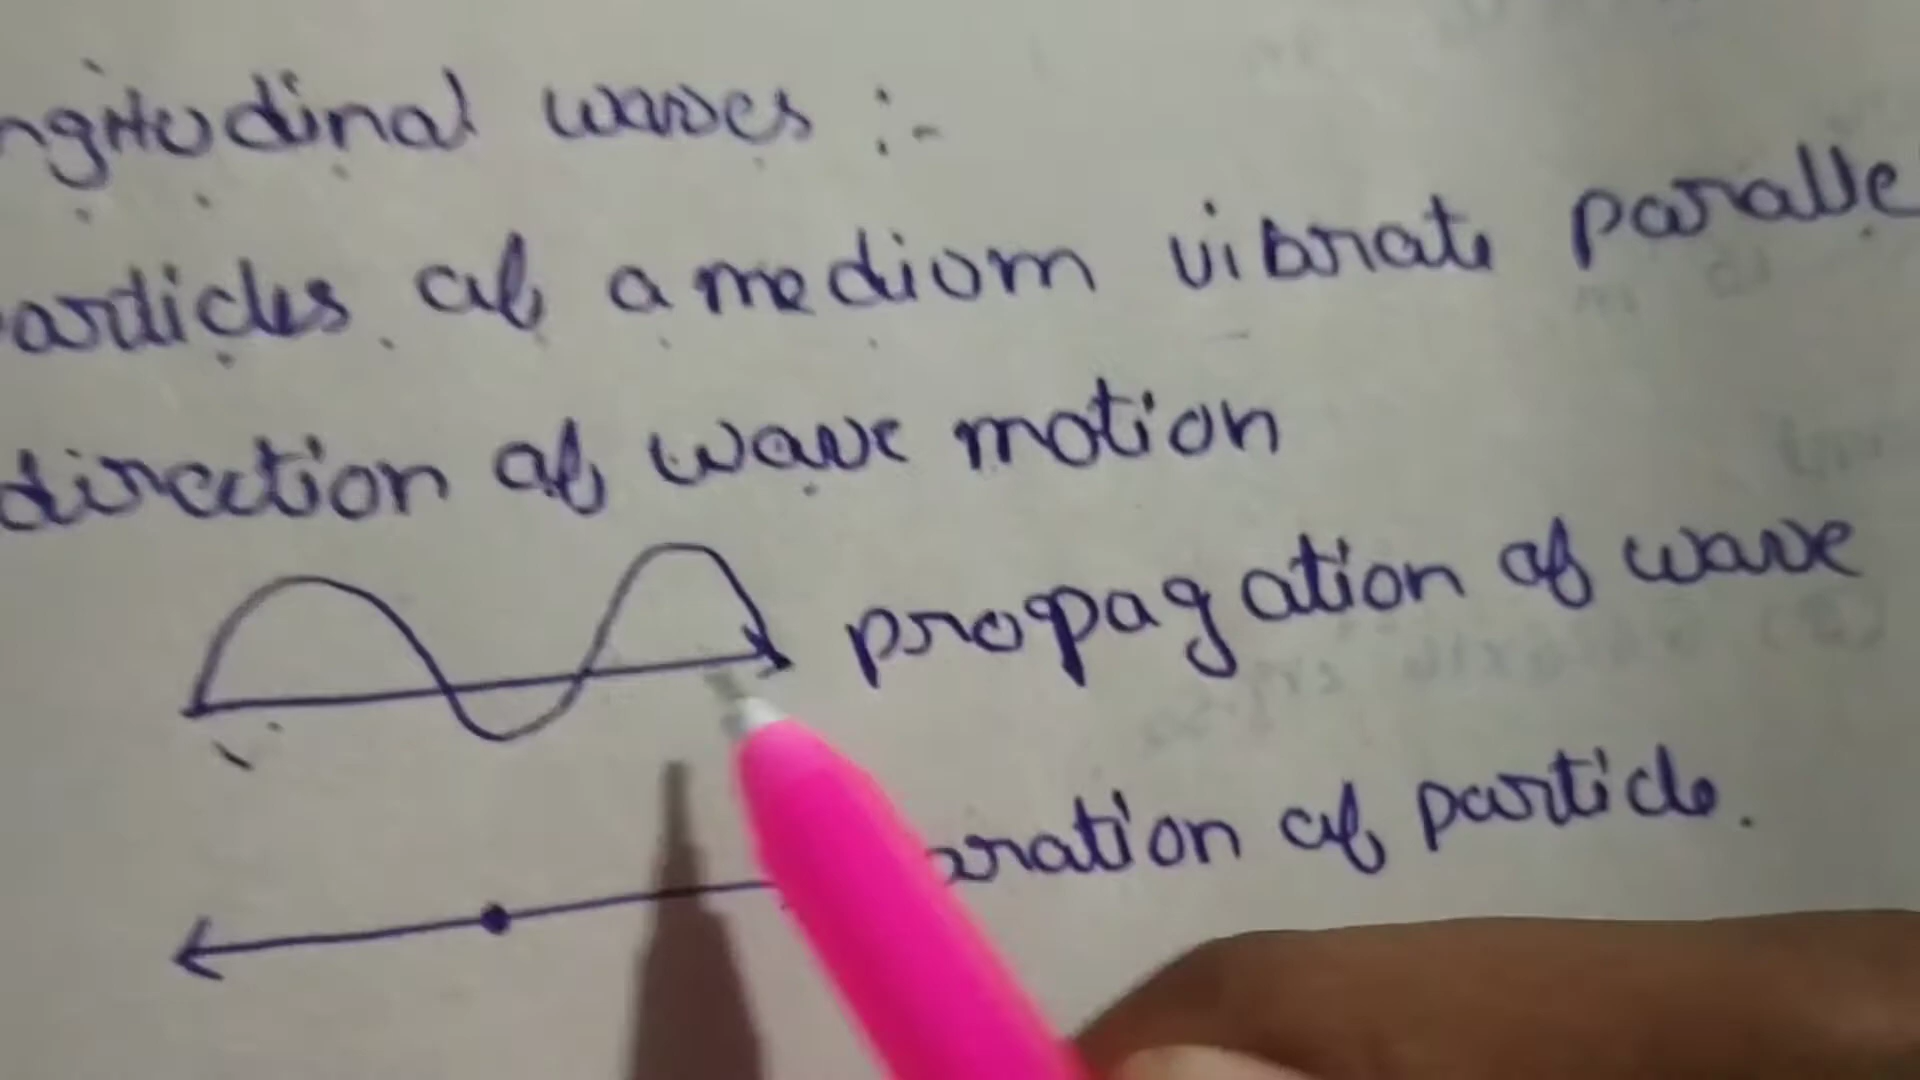 ngitudinal waves :-
articles of a medium vibrate paralle
direction of wave motion
propagation of wave
ration of particle.